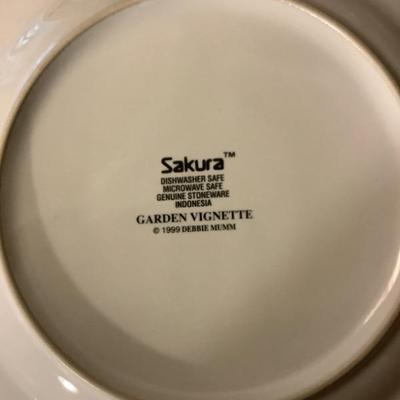 Sakura™
DISHWASHER SAFE
MICROWAVE SAFE
GENUINE STONEWARE
INDONESIA
GARDEN VIGNETTE
© 1999 DEBBIE MUMM